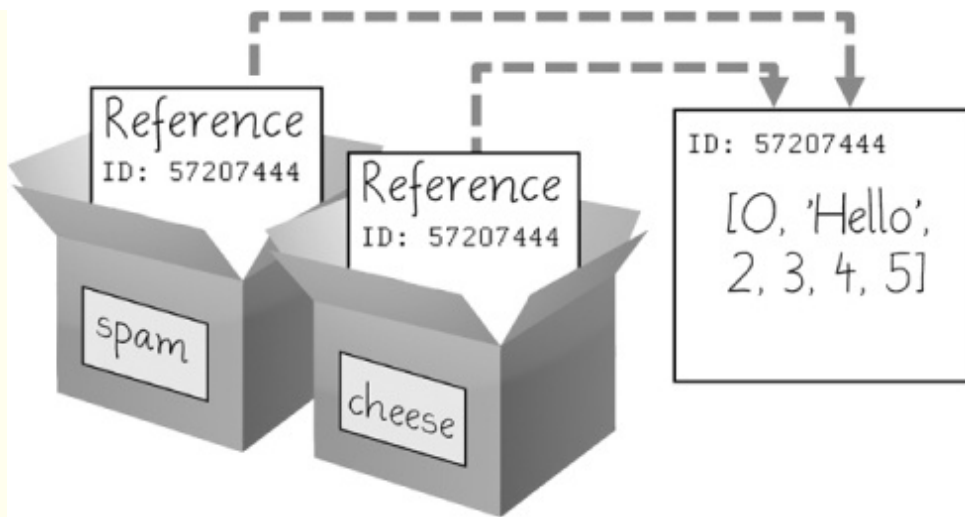 Reference
ID: 57207444
spam
Reference
ID: 57207444
cheese
ID: 57207444
[0, 'Hello',
2, 3, 4, 5]